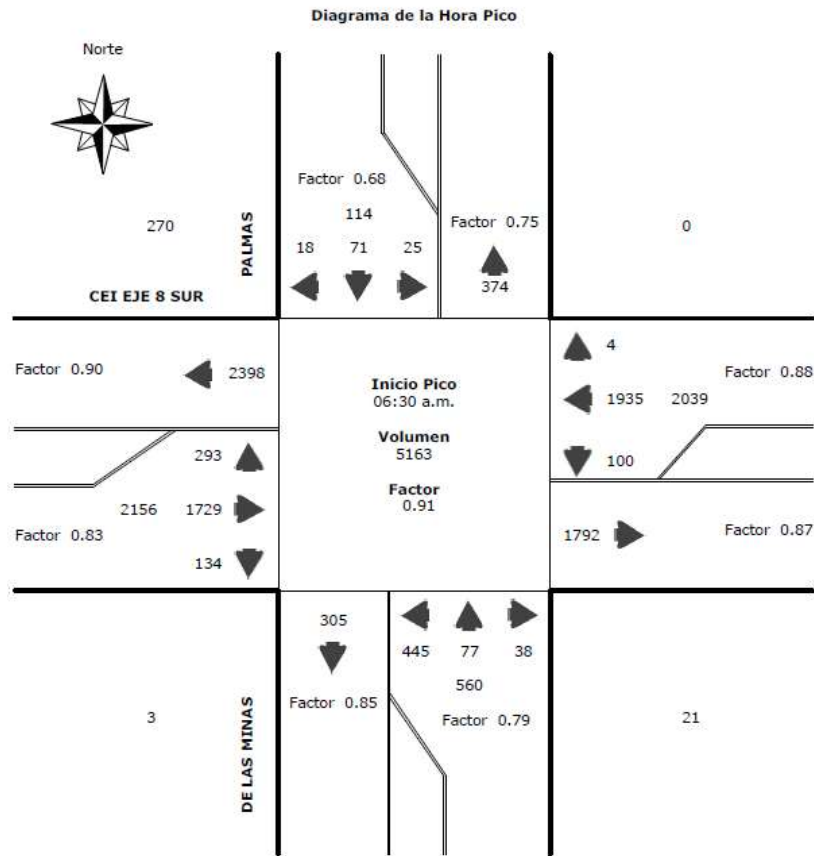 Diagrama de la Hora Pico
Norte
Factor 0.68
114
18 71 25
Factor 0.75
374
270
PALMAS
0
CEI EJE 8 SUR
Factor 0.90
2398
4
Factor 0.88
1935 2039
100
Inicio Pico
06:30 a.m.
Volumen
5163
Factor
0.91
293
2156 1729
Factor 0.83
134
1792
Factor 0.87
305
Factor 0.85
445 77 38
560
Factor 0.79
3
DE LAS MINAS
21